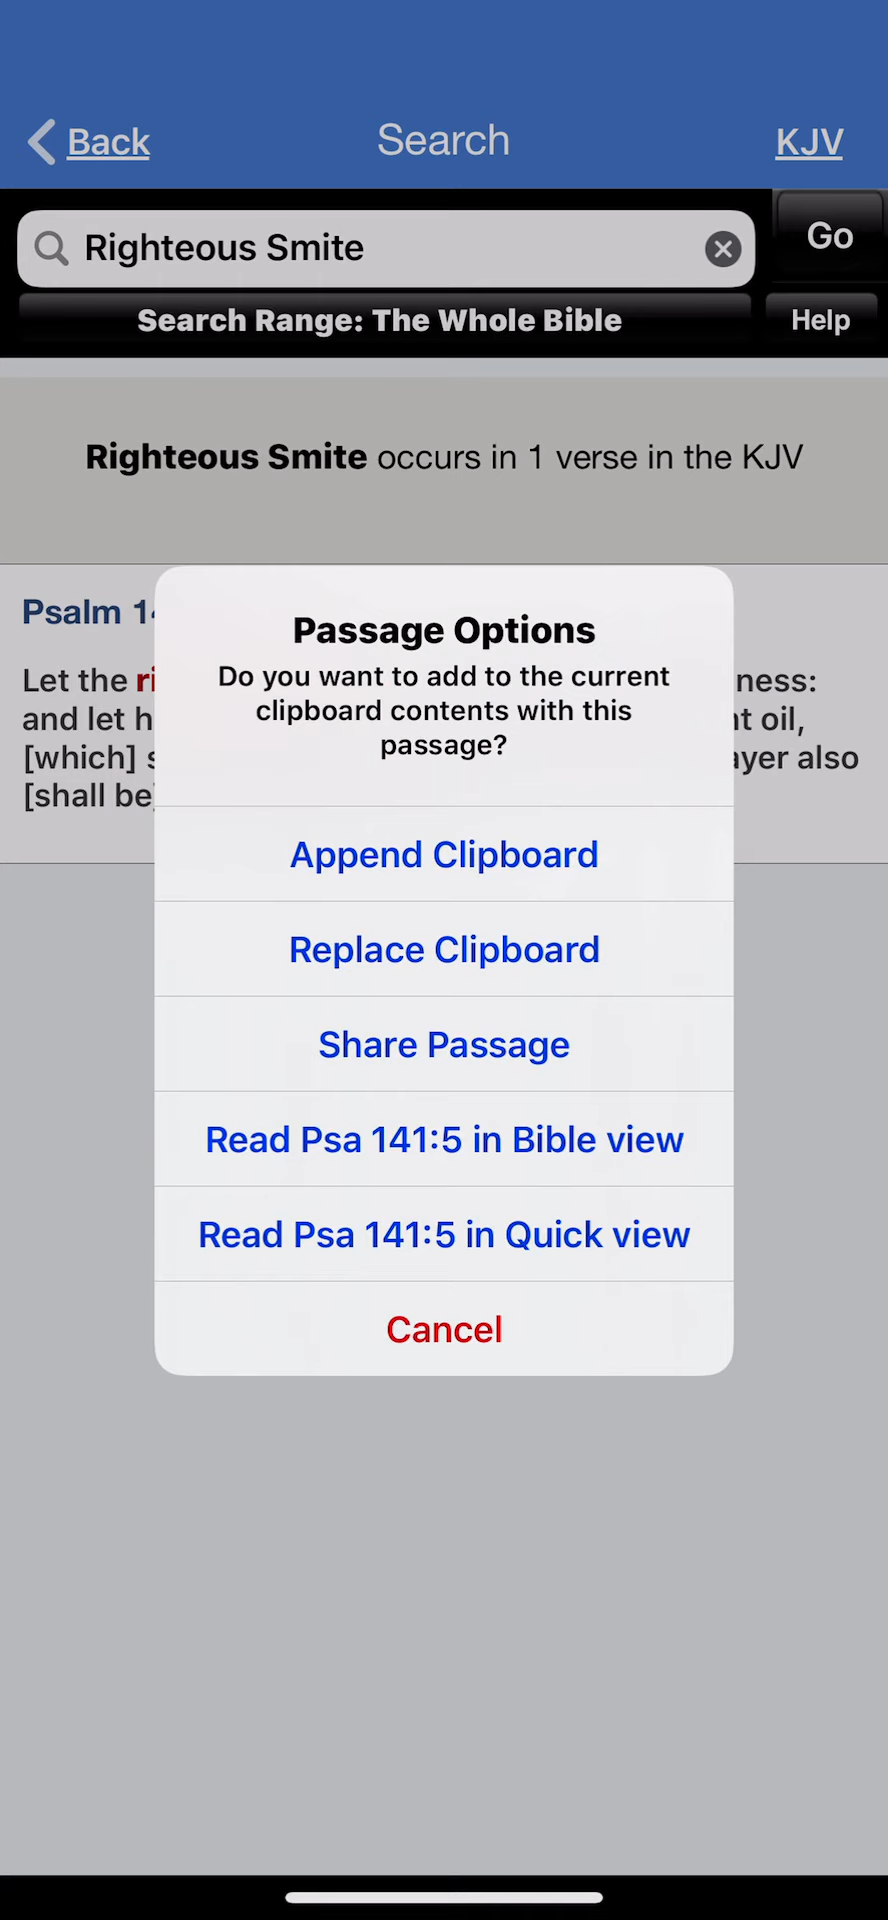 Back
Search
KJV
Righteous Smite
Go
Search Range: The Whole Bible
Help
Righteous Smite occurs in 1 verse in the KJV
Psalm
Let the
ness:
and let
oil,
[which]
also
[shall be
Passage Options
Do you want to add to the current
clipboard contents with this
passage?
Append Clipboard
Replace Clipboard
Share Passage
Read Psa 141:5 in Bible view
Read Psa 141:5 in Quick view
Cancel